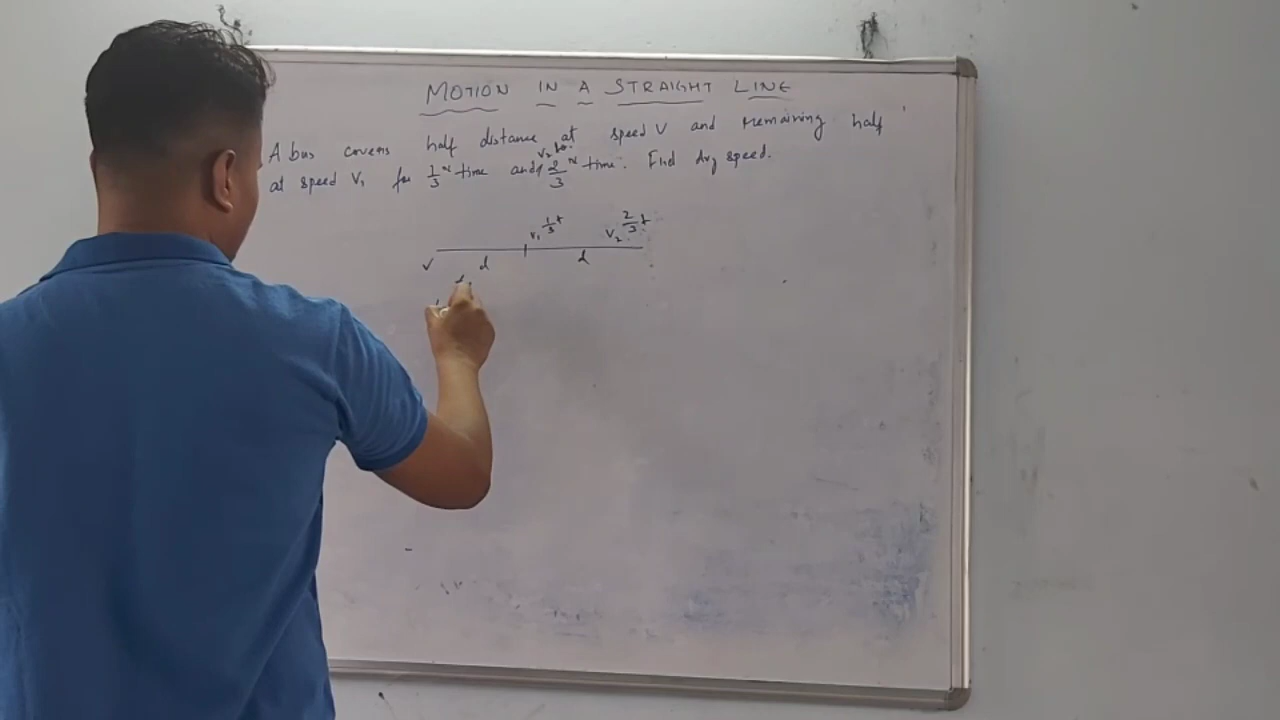 MOTION IN A STRAIGHT LINE
A bus covers half distance at speed V and remaining half
at speed V₁ for 1/3 rd time and V₂ for 2/3 rd time. Find Avg speed.
V₁ 1/3 t V₂ 2/3 t
V d d